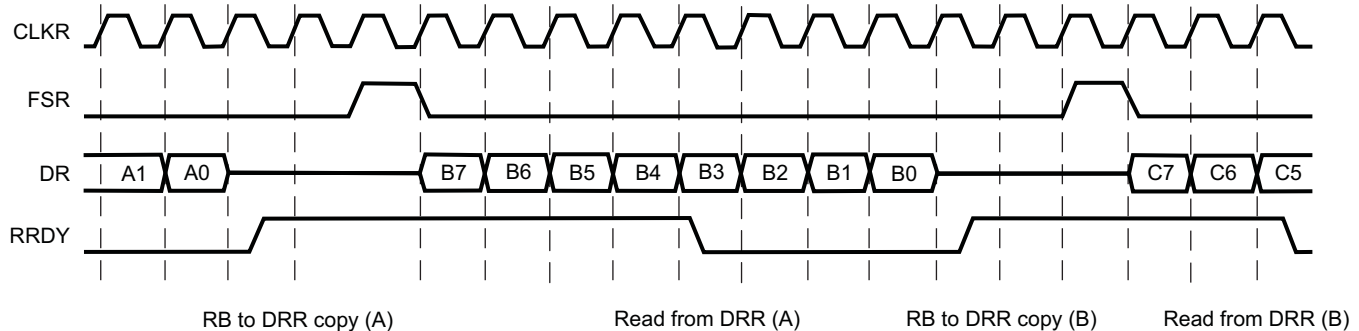 CLKR
FSR
DR A1 A0 B7 B6 B5 B4 B3 B2 B1 B0 C7 C6 C5
RRDY
RB to DRR copy (A) Read from DRR (A) RB to DRR copy (B) Read from DRR (B)